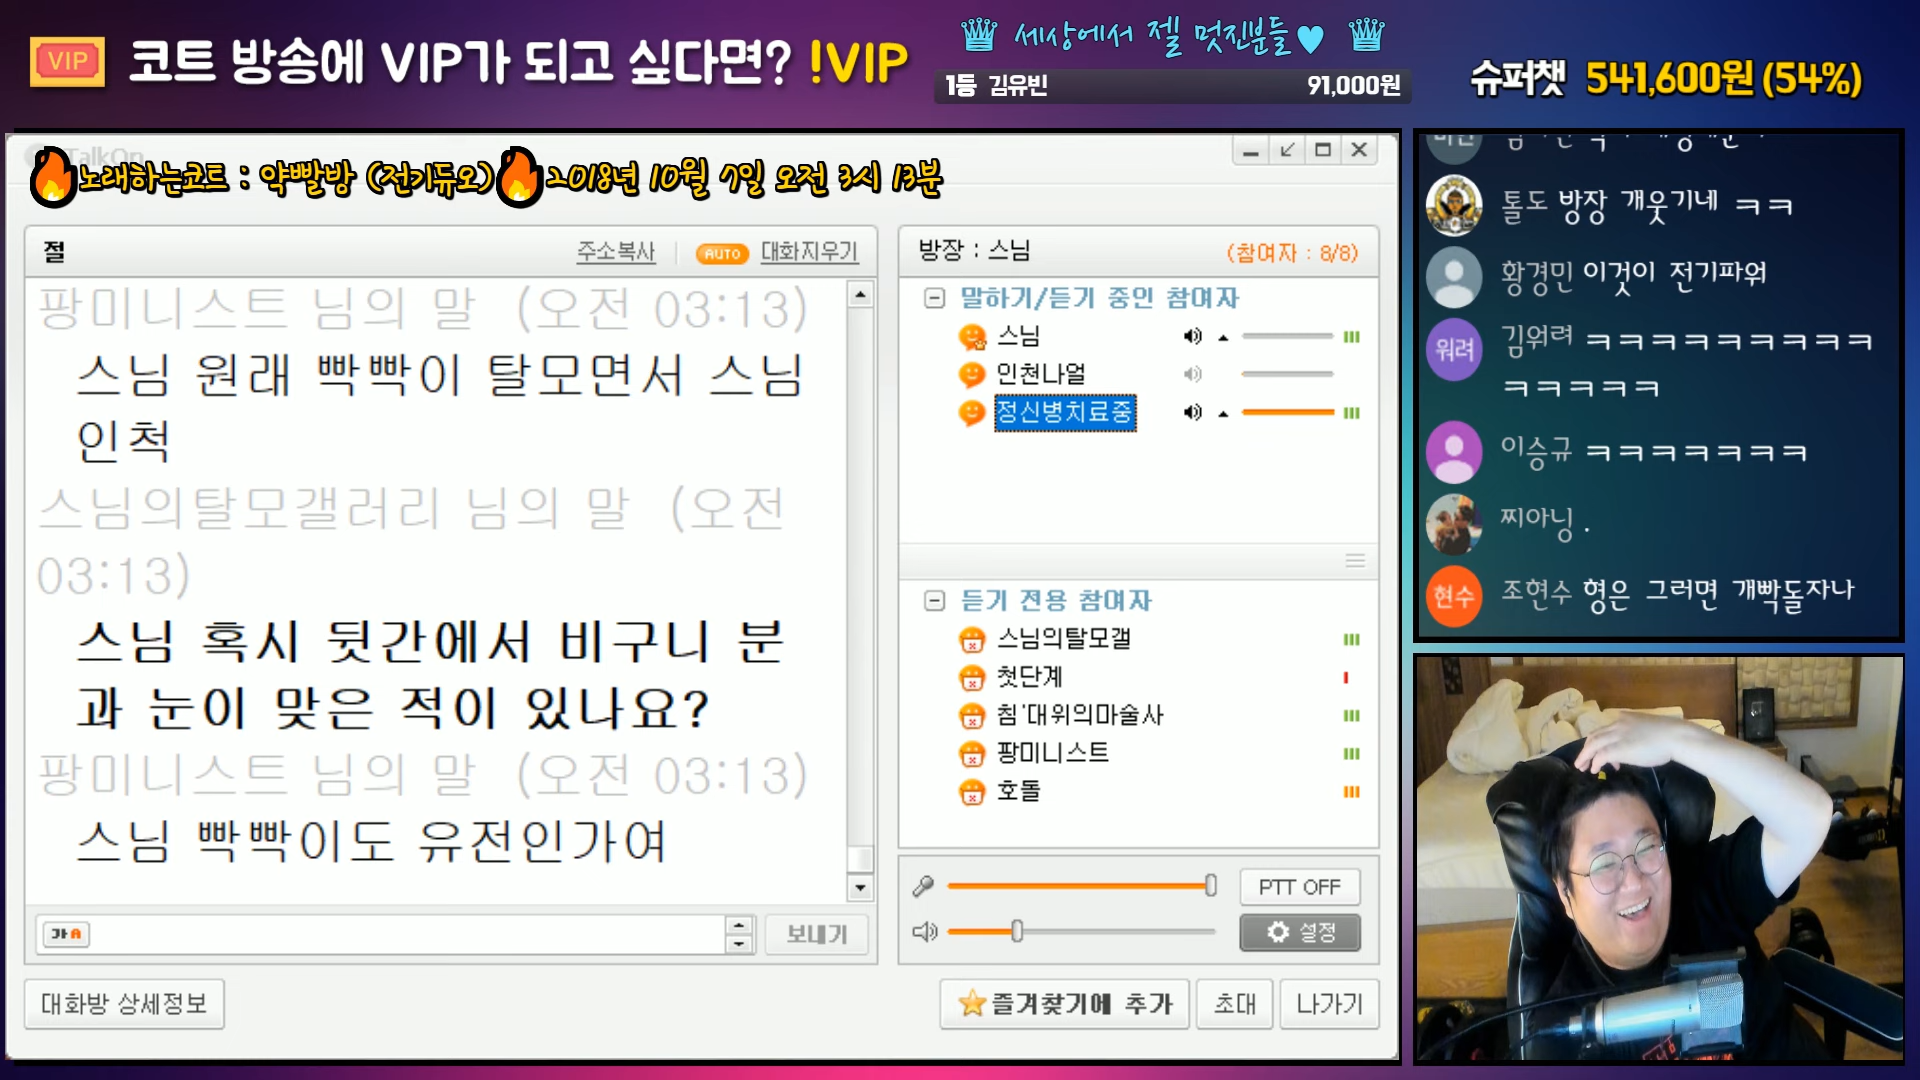 VIP
코트 방송에 VIP가 되고 싶다면? !VIP
세상에서 젤 멋진분들
1등 김유빈 91,000원
슈퍼챗 541,600원 (54%)
TalkOn
노래하는코트 : 약빨방 (전기듀오) 2018년 10월 7일 오전 3시 13분
절 주소복사 AUTO 대화지우기
팡미니스트 님의 말 (오전 03:13)
스님 원래 빡빡이 탈모면서 스님
인척
스님의탈모갤러리 님의 말 (오전
03:13)
스님 혹시 뒷간에서 비구니 분
과 눈이 맞은 적이 있나요?
팡미니스트 님의 말 (오전 03:13)
스님 빡빡이도 유전인가여
가A
보내기
대화방 상세정보
방장 : 스님 (참여자 : 8/8)
말하기/듣기 중인 참여자
스님
인천나얼
정신병치료중
듣기 전용 참여자
스님의탈모갤
첫단계
침'대위의마술사
팡미니스트
호돌
PTT OFF
설정
즐겨찾기에 추가 초대 나가기
톨도 방장 개웃기네 ㅋㅋ
황경민 이것이 전기파워
워려
김워려 ㅋㅋㅋㅋㅋㅋㅋㅋㅋ
ㅋㅋㅋㅋㅋ
이승규 ㅋㅋㅋㅋㅋㅋㅋ
찌아닝 .
현수
조현수 형은 그러면 개빡돌자나